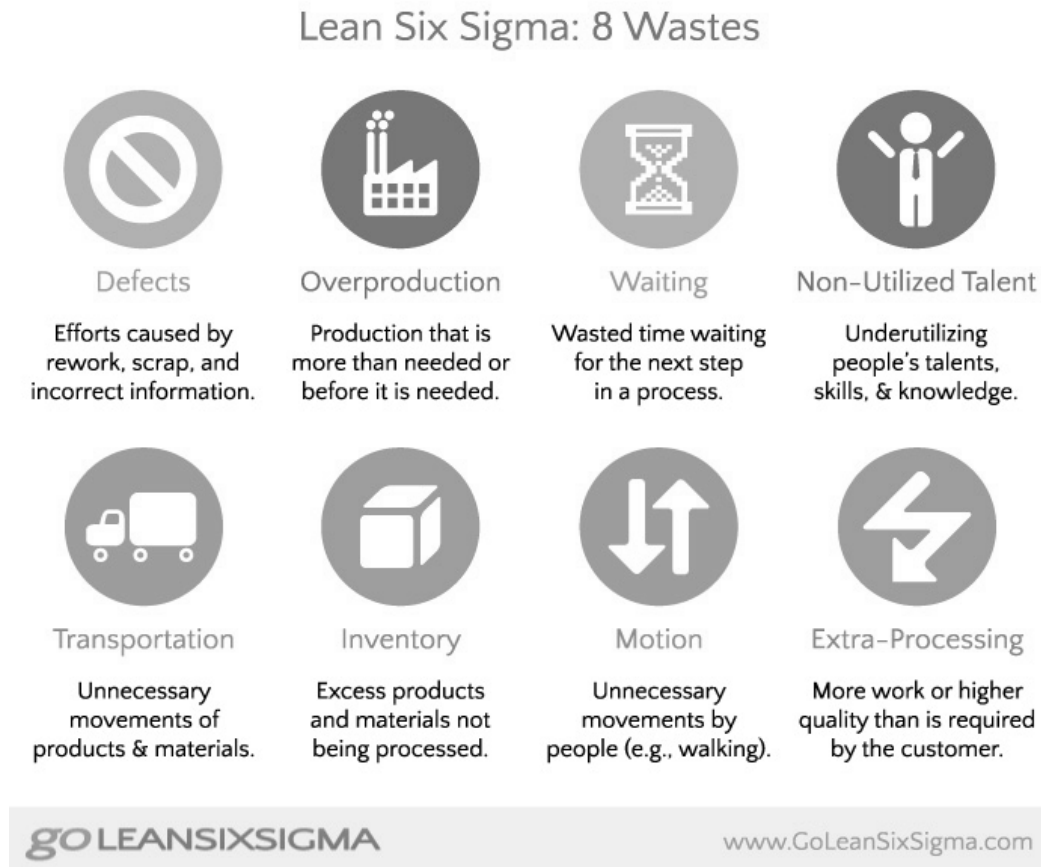 Lean Six Sigma: 8 Wastes
Defects
Efforts caused by
rework, scrap, and
incorrect information.
Overproduction
Production that is
more than needed or
before it is needed.
Waiting
Wasted time waiting
for the next step
in a process.
Non-Utilized Talent
Underutilizing
people's talents,
skills, & knowledge.
Transportation
Unnecessary
movements of
products & materials.
Inventory
Excess products
and materials not
being processed.
Motion
Unnecessary
movements by
people (e.g., walking).
Extra-Processing
More work or higher
quality than is required
by the customer.
goLEANSIXSIGMA
www.GoLeanSixSigma.com